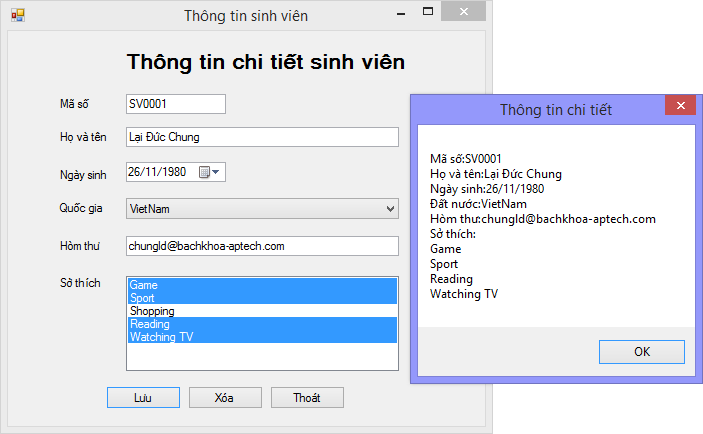 Thông tin sinh viên
Thông tin chi tiết sinh viên
Mã số
SV0001
Họ và tên
Lại Đức Chung
Ngày sinh
26/11/1980
Quốc gia
VietNam
Hòm thư
chungld@bachkhoa-aptech.com
Sở thích
Game
Sport
Shopping
Reading
Watching TV
Lưu
Xóa
Thoát
Thông tin chi tiết
Mã số:SV0001
Họ và tên:Lại Đức Chung
Ngày sinh:26/11/1980
Đất nước:VietNam
Hòm thư:chungld@bachkhoa-aptech.com
Sở thích:
Game
Sport
Reading
Watching TV
OK